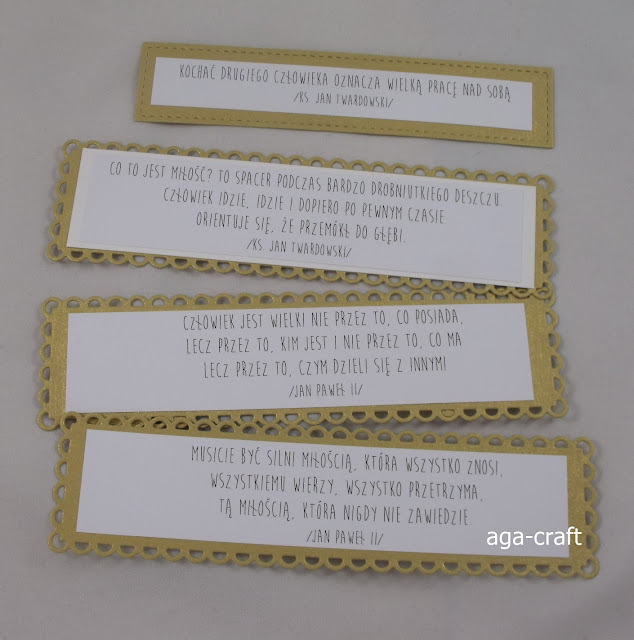 KOCHAĆ DRUGIEGO CZŁOWIEKA OZNACZA WIELKĄ PRACĘ NAD SOBĄ
/KS. JAN TWARDOWSKI/
CO TO JEST MIŁOŚĆ? TO SPACER PODCZAS BARDZO DROBNIUTKIEGO DESZCZU.
CZŁOWIEK IDZIE, IDZIE I DOPIERO PO PEWNYM CZASIE
ORIENTUJE SIĘ, ŻE PRZEMÓKŁ DO GŁĘBI.
/KS. JAN TWARDOWSKI/
CZŁOWIEK JEST WIELKI NIE PRZEZ TO, CO POSIADA,
LECZ PRZEZ TO, KIM JEST I NIE PRZEZ TO, CO MA
LECZ PRZEZ TO, CZYM DZIELI SIĘ Z INNYMI
/JAN PAWEŁ II/
MUSICIE BYĆ SILNI MIŁOŚCIĄ, KTÓRA WSZYSTKO ZNOSI,
WSZYSTKIEMU WIERZY, WSZYSTKO PRZETRZYMA,
TĄ MIŁOŚCIĄ, KTÓRA NIGDY NIE ZAWIEDZIE.
/JAN PAWEŁ II/
aga-craft